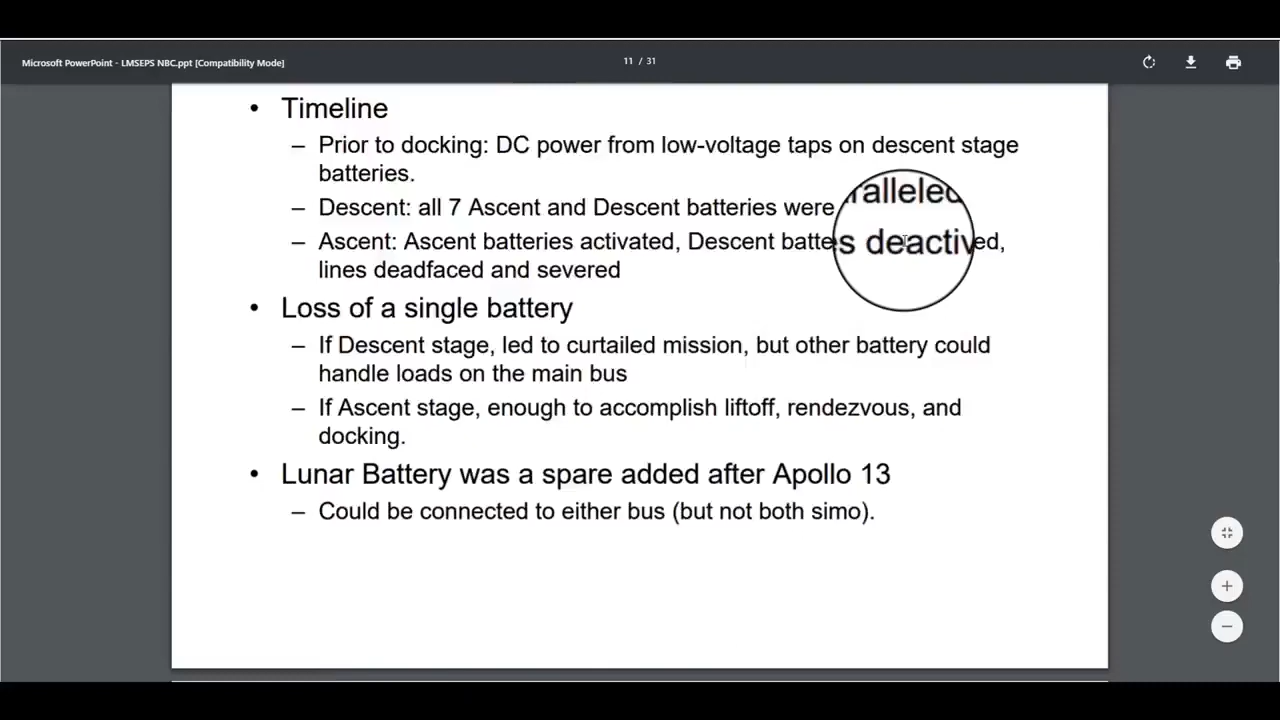 Microsoft PowerPoint - LMSEPS NBC.ppt [Compatibility Mode]
11 / 31
• Timeline
– Prior to docking: DC power from low-voltage taps on descent stage
batteries.
– Descent: all 7 Ascent and Descent batteries were paralleled
– Ascent: Ascent batteries activated, Descent batteries deactived,
lines deadfaced and severed
• Loss of a single battery
– If Descent stage, led to curtailed mission, but other battery could
handle loads on the main bus
– If Ascent stage, enough to accomplish liftoff, rendezvous, and
docking.
• Lunar Battery was a spare added after Apollo 13
– Could be connected to either bus (but not both simo).